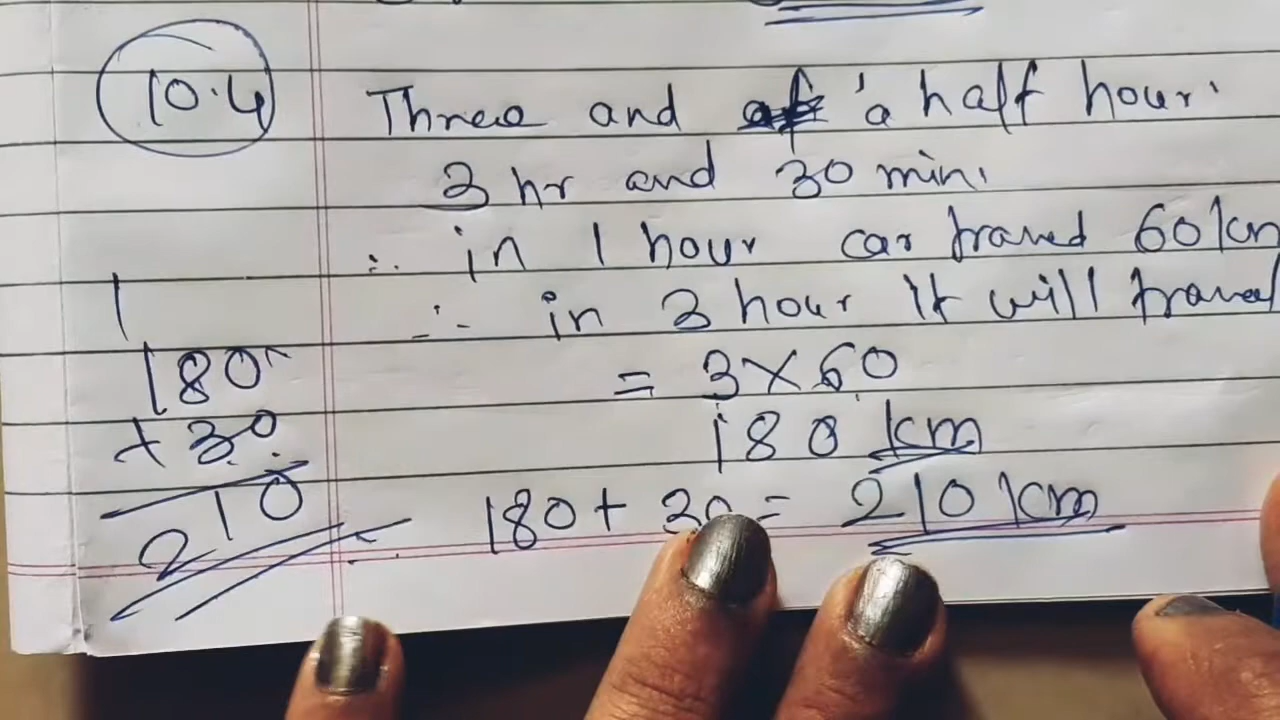 10.4 Three and a half hour.
3 hr and 30 min.
∴ in 1 hour car travel 60 km
∴ in 3 hour it will travel
= 3 × 60
180 km
180 + 30 = 210 km
1
180
+ 30
210